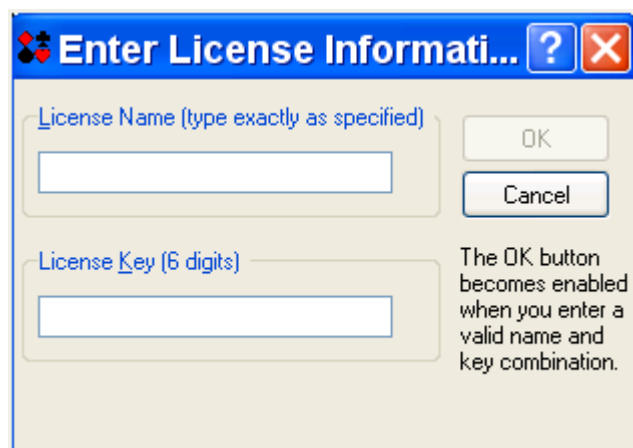 Enter License Informati...
License Name (type exactly as specified)
OK
Cancel
License Key (6 digits)
The OK button
becomes enabled
when you enter a
valid name and
key combination.